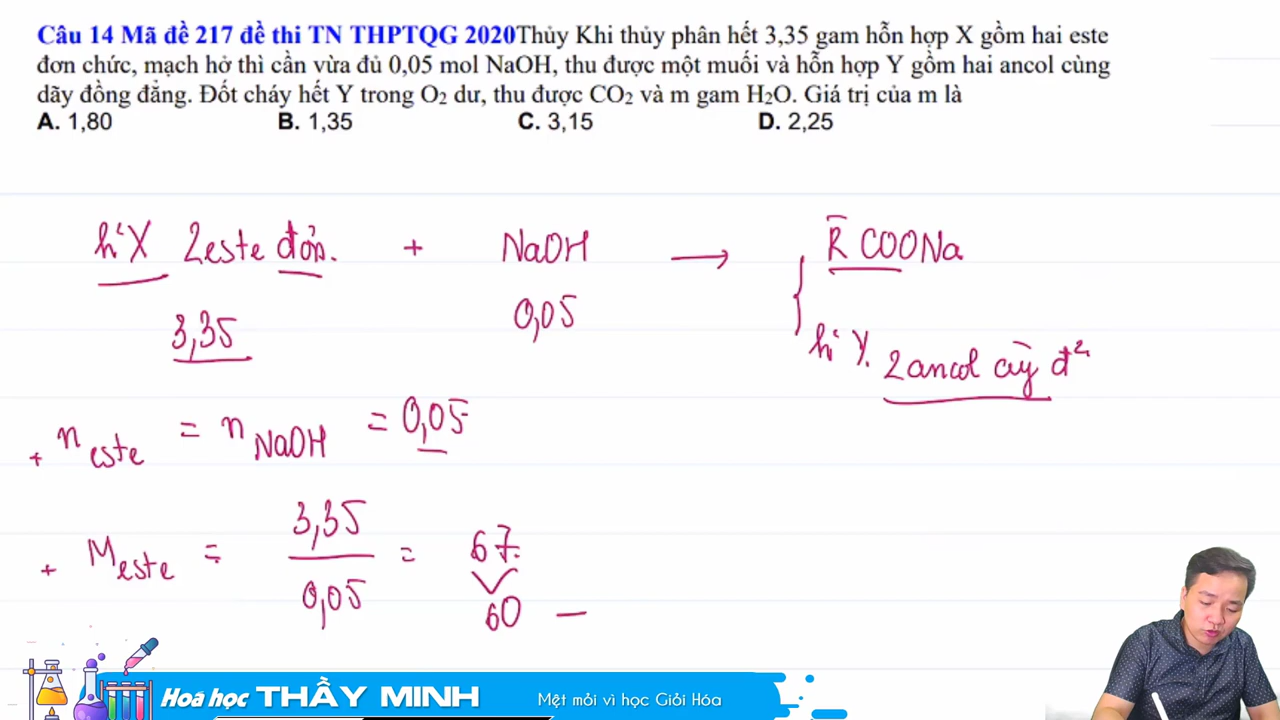 Câu 14 Mã đề 217 đề thi TN THPTQG 2020Thủy Khi thủy phân hết 3,35 gam hỗn hợp X gồm hai este
đơn chức, mạch hở thì cần vừa đủ 0,05 mol NaOH, thu được một muối và hỗn hợp Y gồm hai ancol cùng
dãy đồng đẳng. Đốt cháy hết Y trong O₂ dư, thu được CO₂ và m gam H₂O. Giá trị của m là
A. 1,80 B. 1,35 C. 3,15 D. 2,25
h² X 2este đơn. + NaOH → R̄COONa
3,35 0,05
h² Y. 2 ancol cùg đ²
+ n este = n NaOH = 0,05
+ M este = 3,35 / 0,05 = 67.
60 —
Hoá học THẦY MINH Mệt mỏi vì học Giỏi Hóa